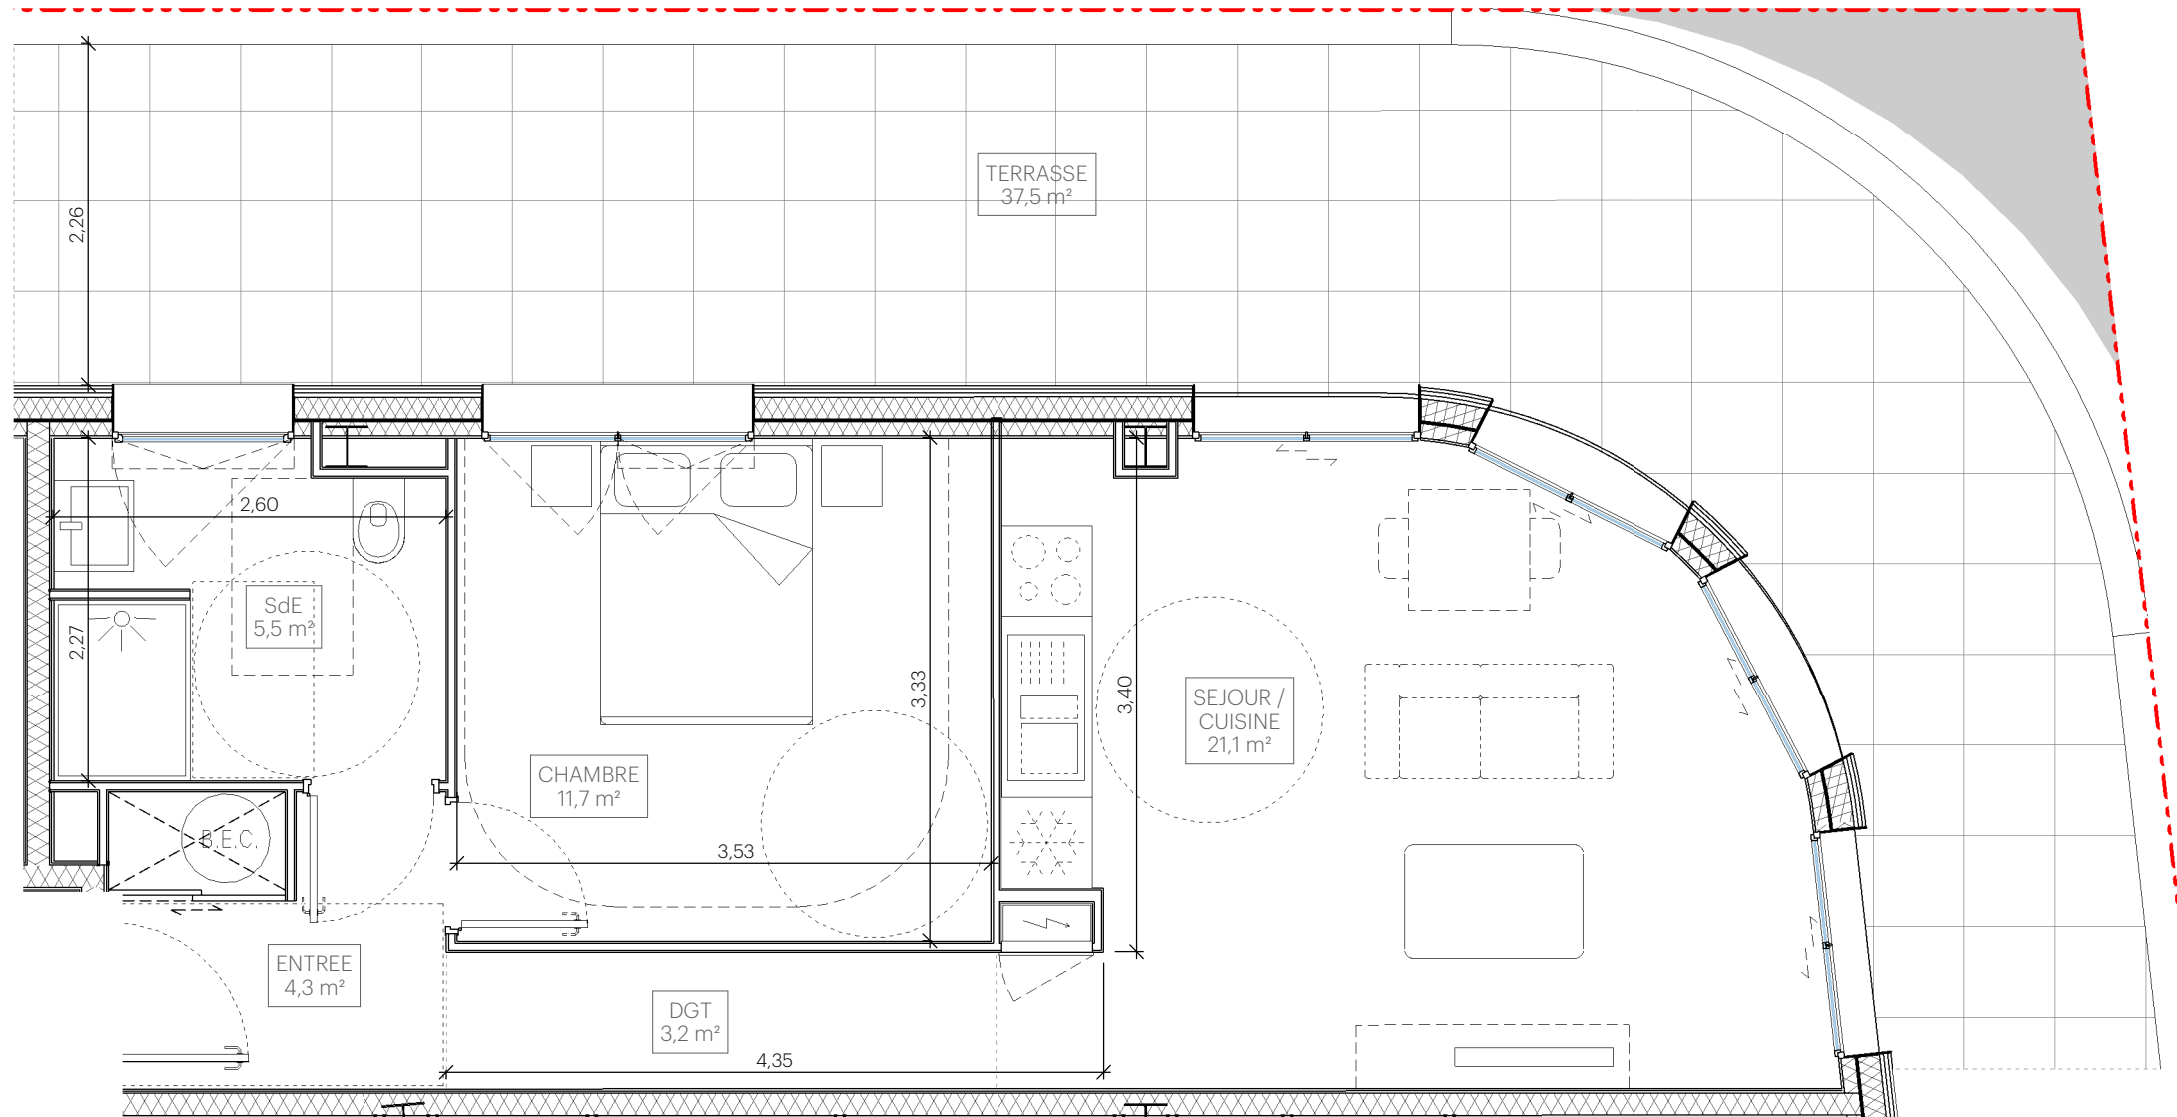 TERRASSE
37,5 m²
2,26
2,60
SdE
5,5 m²
2,27
3,33
3,40
SEJOUR /
CUISINE
21,1 m²
CHAMBRE
11,7 m²
B.E.C.
3,53
ENTREE
4,3 m²
DGT
3,2 m²
4,35